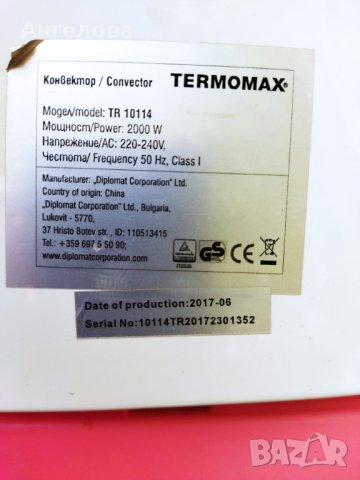 Ангелова
Конвектор / Convector TERMOMAX®
Модел/model: TR 10114
Мощност/Power: 2000 W
Напрежение/AC: 220-240V,
Честота/ Frequency 50 Hz, Class I
Manufacturer: „Diplomat Corporation" Ltd.
Country of origin: China
„Diplomat Corporation" Ltd., Bulgaria,
Lukovit - 5770,
37 Hristo Botev str. ID: 110513415
Tel.: +359 697 5 50 90;
www.diplomatcorporation.com
GS CE
Date of production:2017-06
Serial No:10114TR20172301352
BAZAR